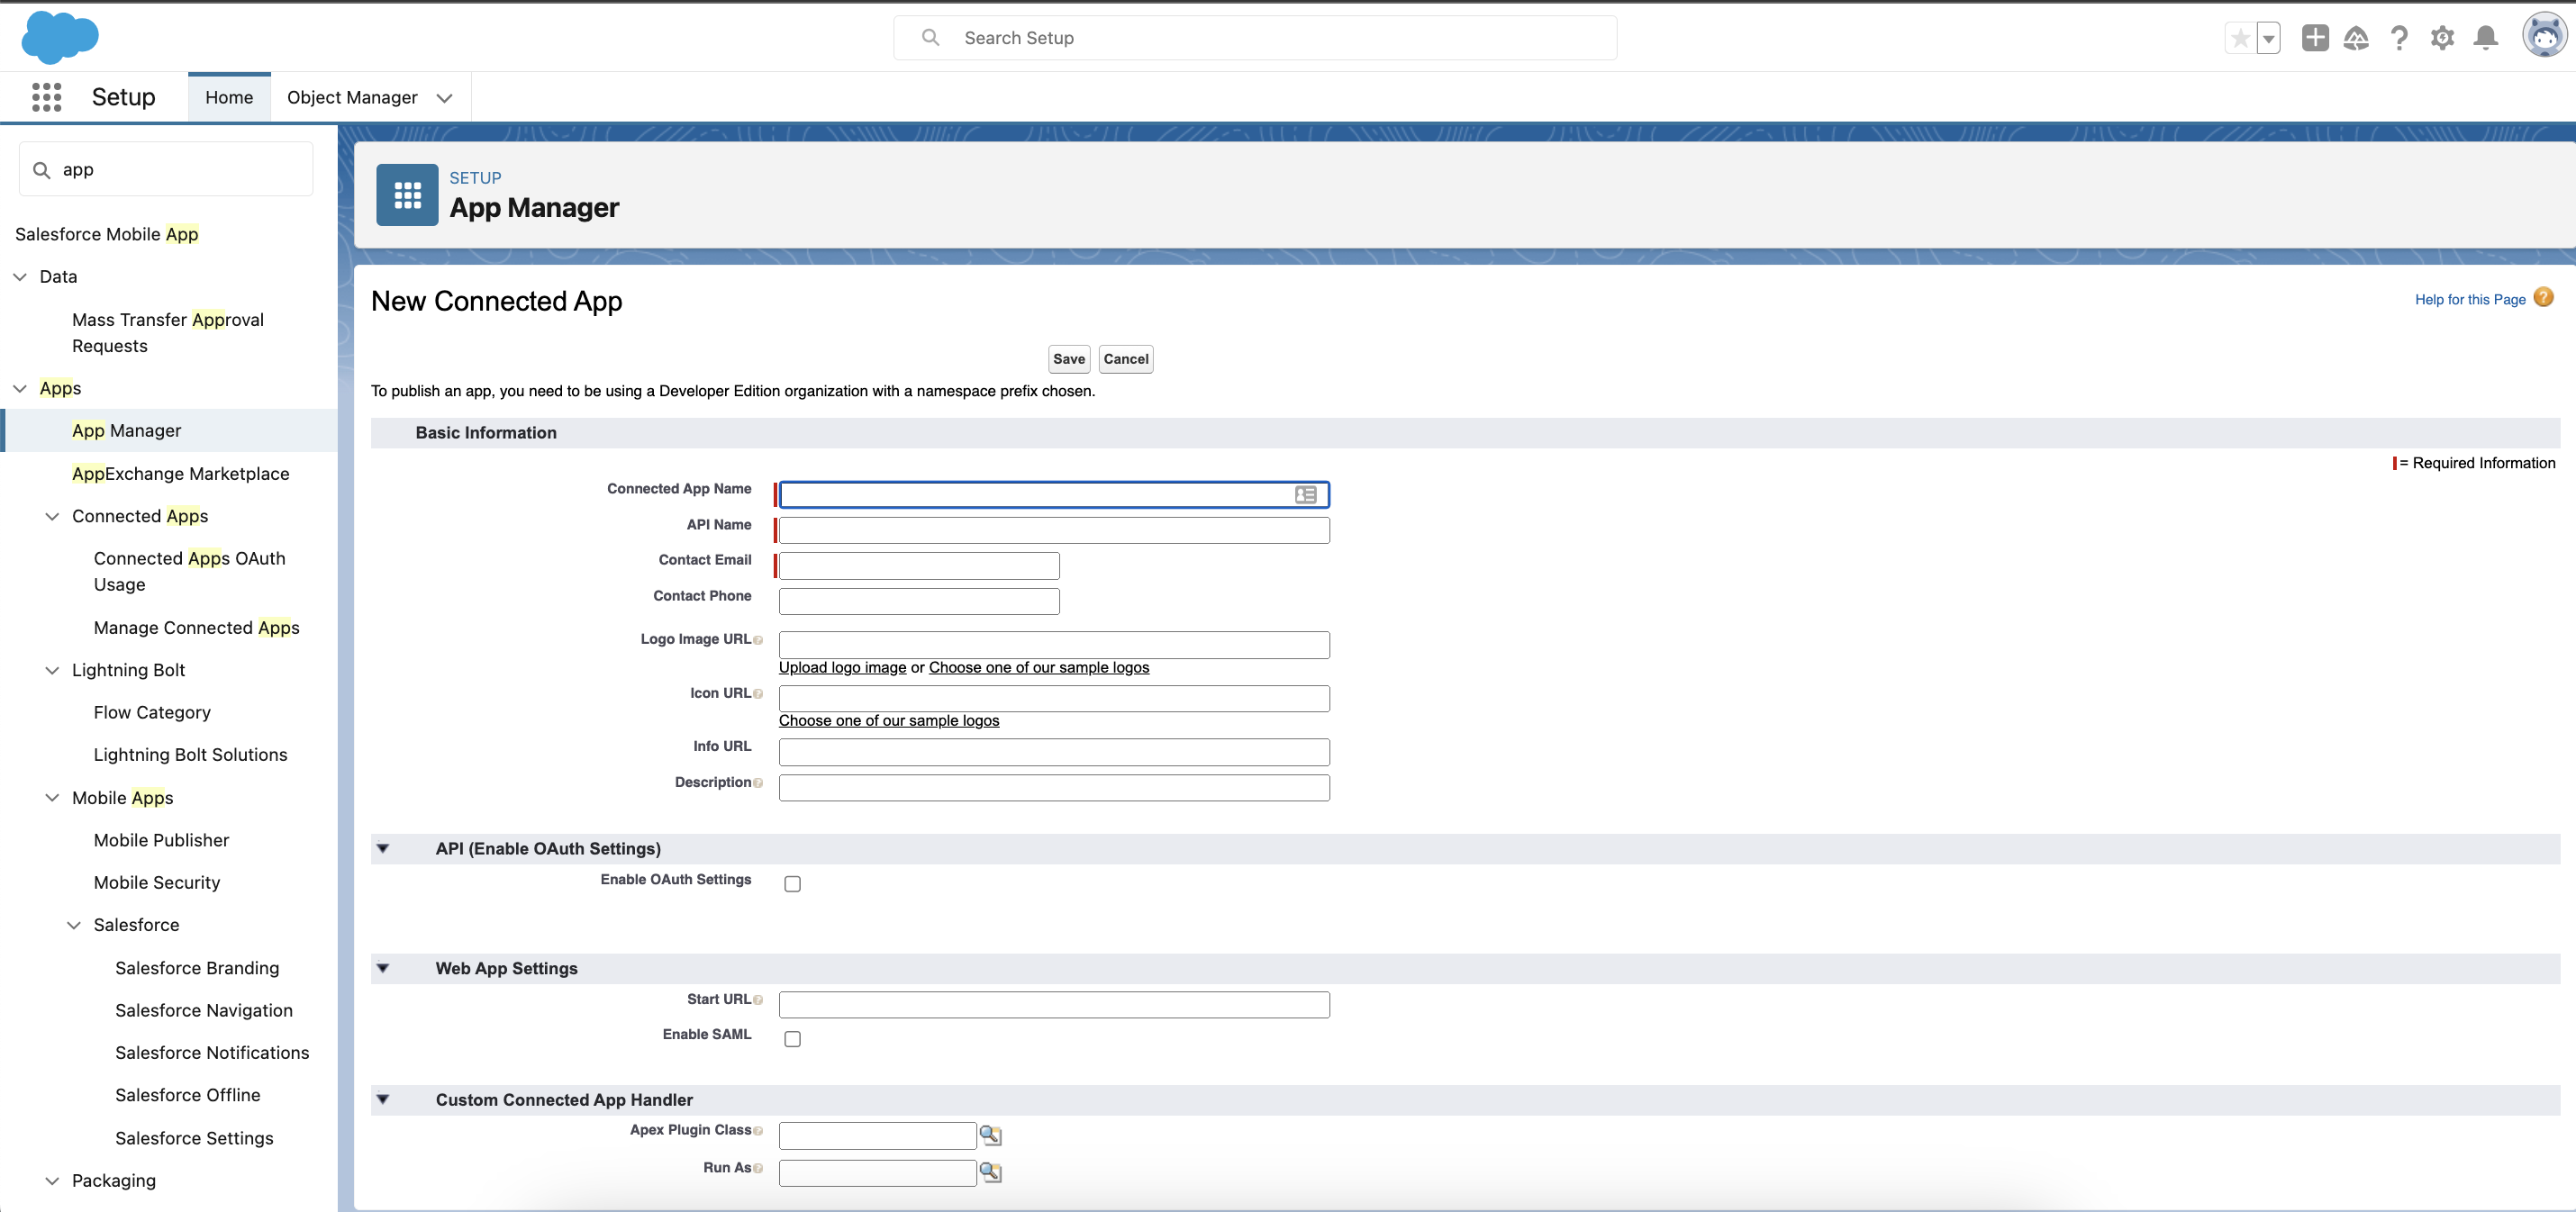 Search Setup
Setup
Home
Object Manager
app
Salesforce Mobile App
Data
Mass Transfer Approval
Requests
Apps
App Manager
AppExchange Marketplace
Connected Apps
Connected Apps OAuth
Usage
Manage Connected Apps
Lightning Bolt
Flow Category
Lightning Bolt Solutions
Mobile Apps
Mobile Publisher
Mobile Security
Salesforce
Salesforce Branding
Salesforce Navigation
Salesforce Notifications
Salesforce Offline
Salesforce Settings
Packaging
SETUP
App Manager
New Connected App
Help for this Page ?
Save Cancel
To publish an app, you need to be using a Developer Edition organization with a namespace prefix chosen.
Basic Information
= Required Information
Connected App Name
API Name
Contact Email
Contact Phone
Logo Image URL
Upload logo image or Choose one of our sample logos
Icon URL
Choose one of our sample logos
Info URL
Description
API (Enable OAuth Settings)
Enable OAuth Settings
Web App Settings
Start URL
Enable SAML
Custom Connected App Handler
Apex Plugin Class
Run As